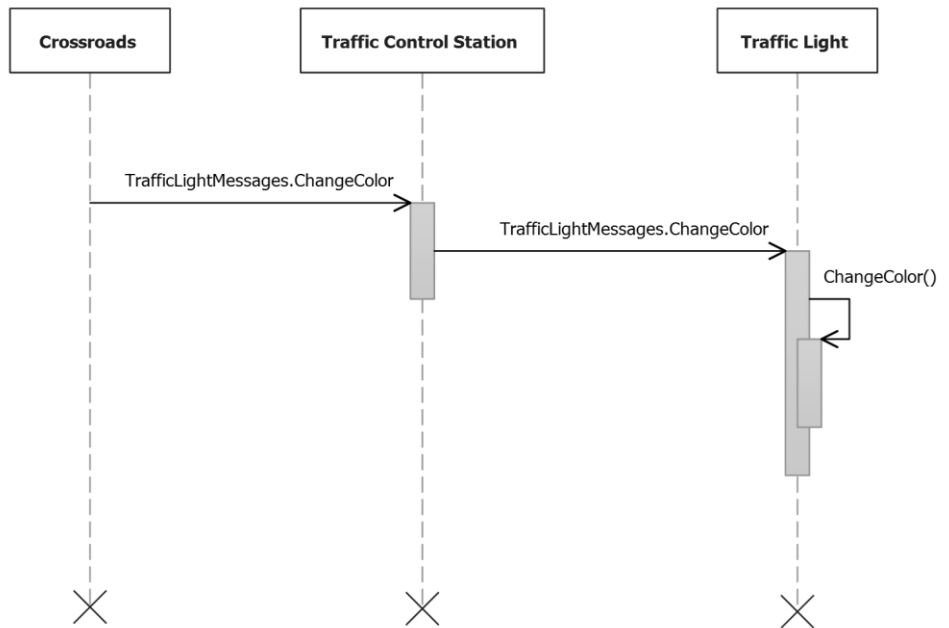 Crossroads
Traffic Control Station
Traffic Light
TrafficLightMessages.ChangeColor
TrafficLightMessages.ChangeColor
ChangeColor()